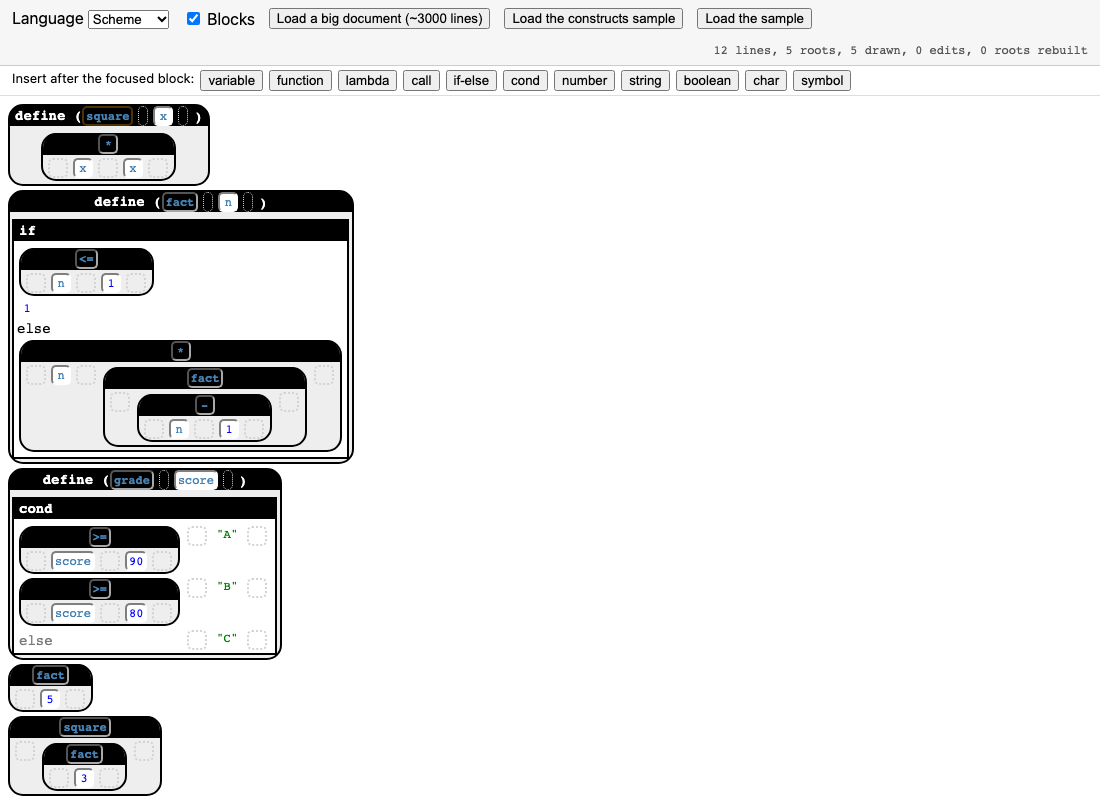 Language Scheme Blocks Load a big document (~3000 lines) Load the constructs sample Load the sample
12 lines, 5 roots, 5 drawn, 0 edits, 0 roots rebuilt
Insert after the focused block: variable function lambda call if-else cond number string boolean char symbol
define (square x )
*
x x
define (fact n )
if
<=
n 1
1
else
*
n fact
-
n 1
define (grade score )
cond
>= "A"
score 90
>= "B"
score 80
else "C"
fact
5
square
fact
3